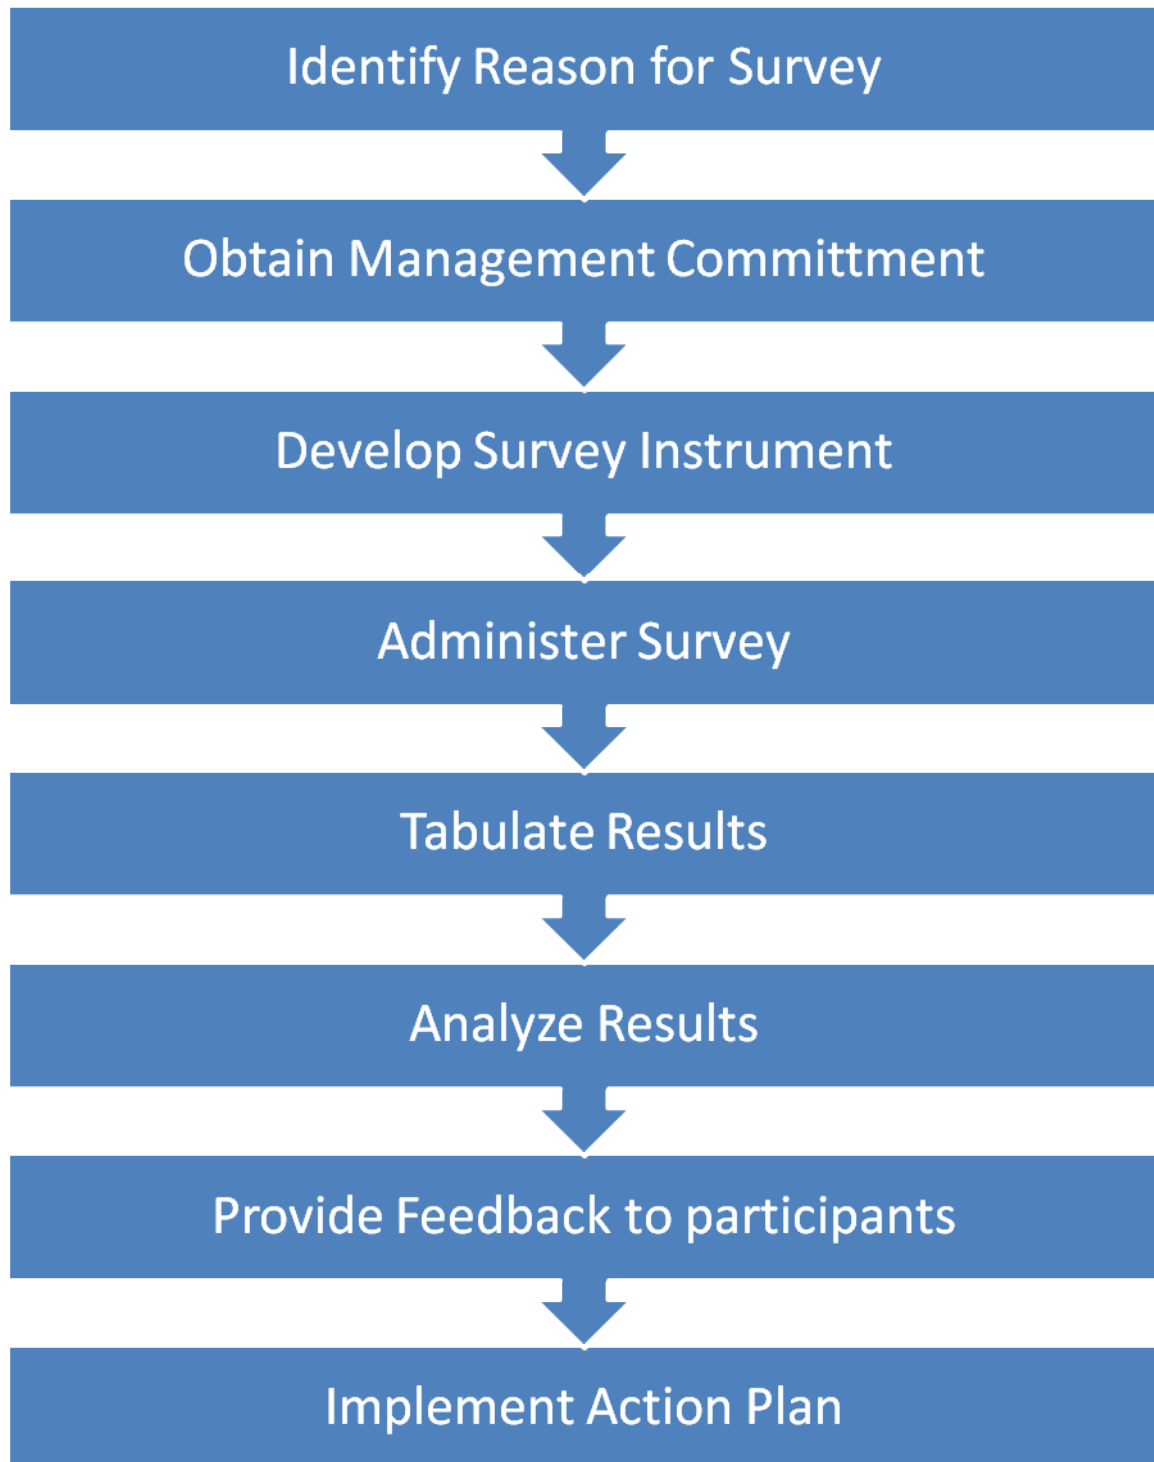 Identify Reason for Survey
Obtain Management Committment
Develop Survey Instrument
Administer Survey
Tabulate Results
Analyze Results
Provide Feedback to participants
Implement Action Plan